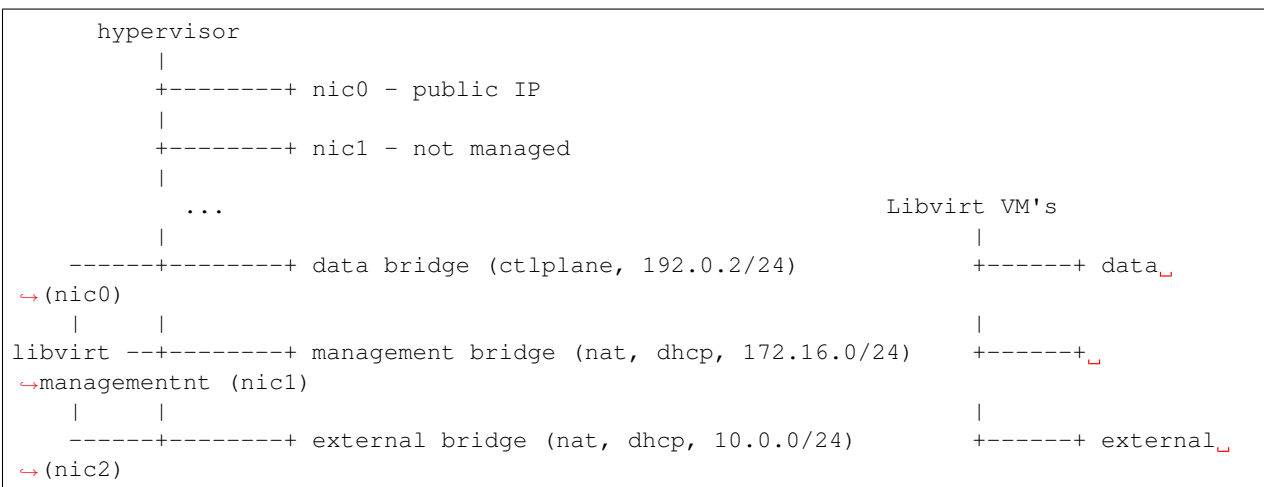 hypervisor
          |
          +--------+ nic0 - public IP
          |
          +--------+ nic1 - not managed
          |
            ...                                            Libvirt VM's
          |                                                      |
    ------+--------+ data bridge (ctlplane, 192.0.2/24)          +------+ data␣
↪(nic0)
    |     |                                                      |
libvirt --+--------+ management bridge (nat, dhcp, 172.16.0/24)  +------+␣
↪managementnt (nic1)
    |     |                                                      |
    ------+--------+ external bridge (nat, dhcp, 10.0.0/24)      +------+ external␣
↪(nic2)